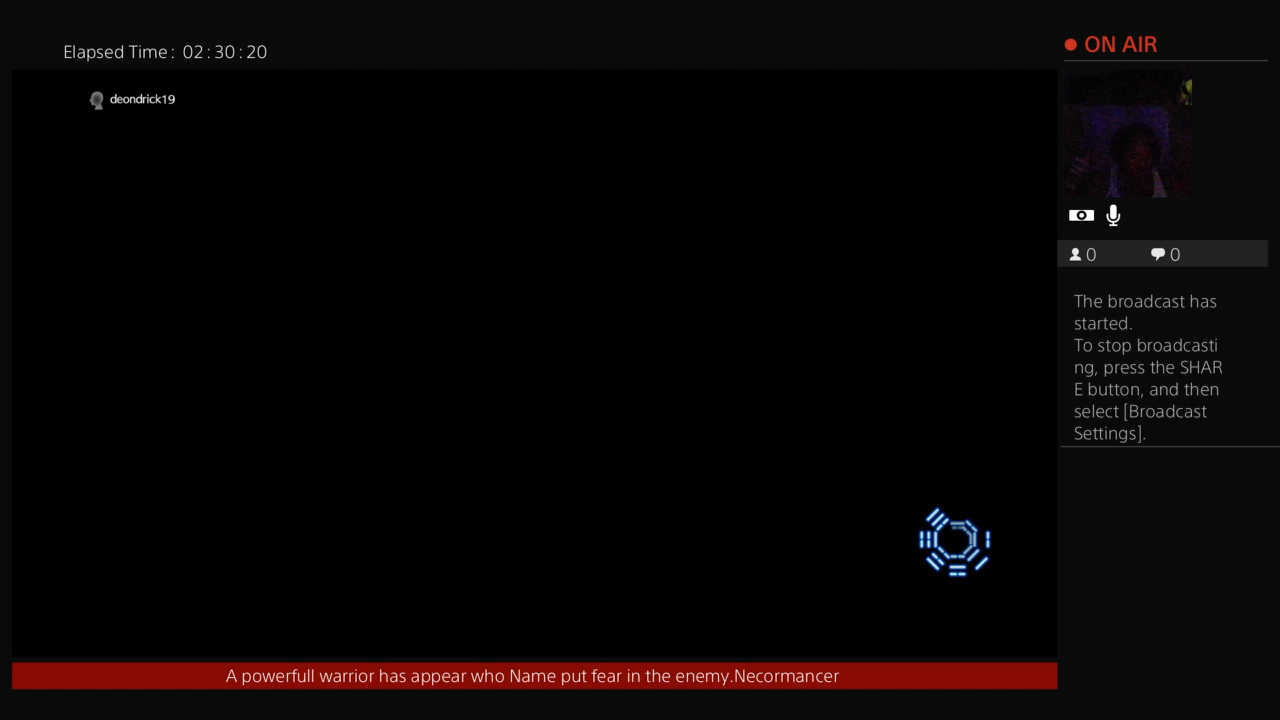 Elapsed Time: 02:30:20
ON AIR
deondrick19
0 0
The broadcast has
started.
To stop broadcasti
ng, press the SHAR
E button, and then
select [Broadcast
Settings].
A powerfull warrior has appear who Name put fear in the enemy.Necormancer